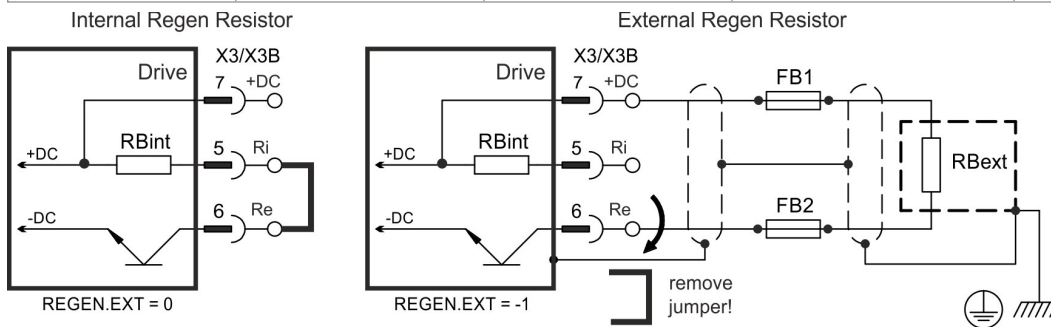 Internal Regen Resistor
X3/X3B
Drive
7 +DC
+DC
RBint
5 Ri
-DC
6 Re
REGEN.EXT = 0
External Regen Resistor
X3/X3B
Drive
7 +DC
FB1
+DC
RBint
5 Ri
RBext
-DC
6 Re
FB2
REGEN.EXT = -1
remove
jumper!